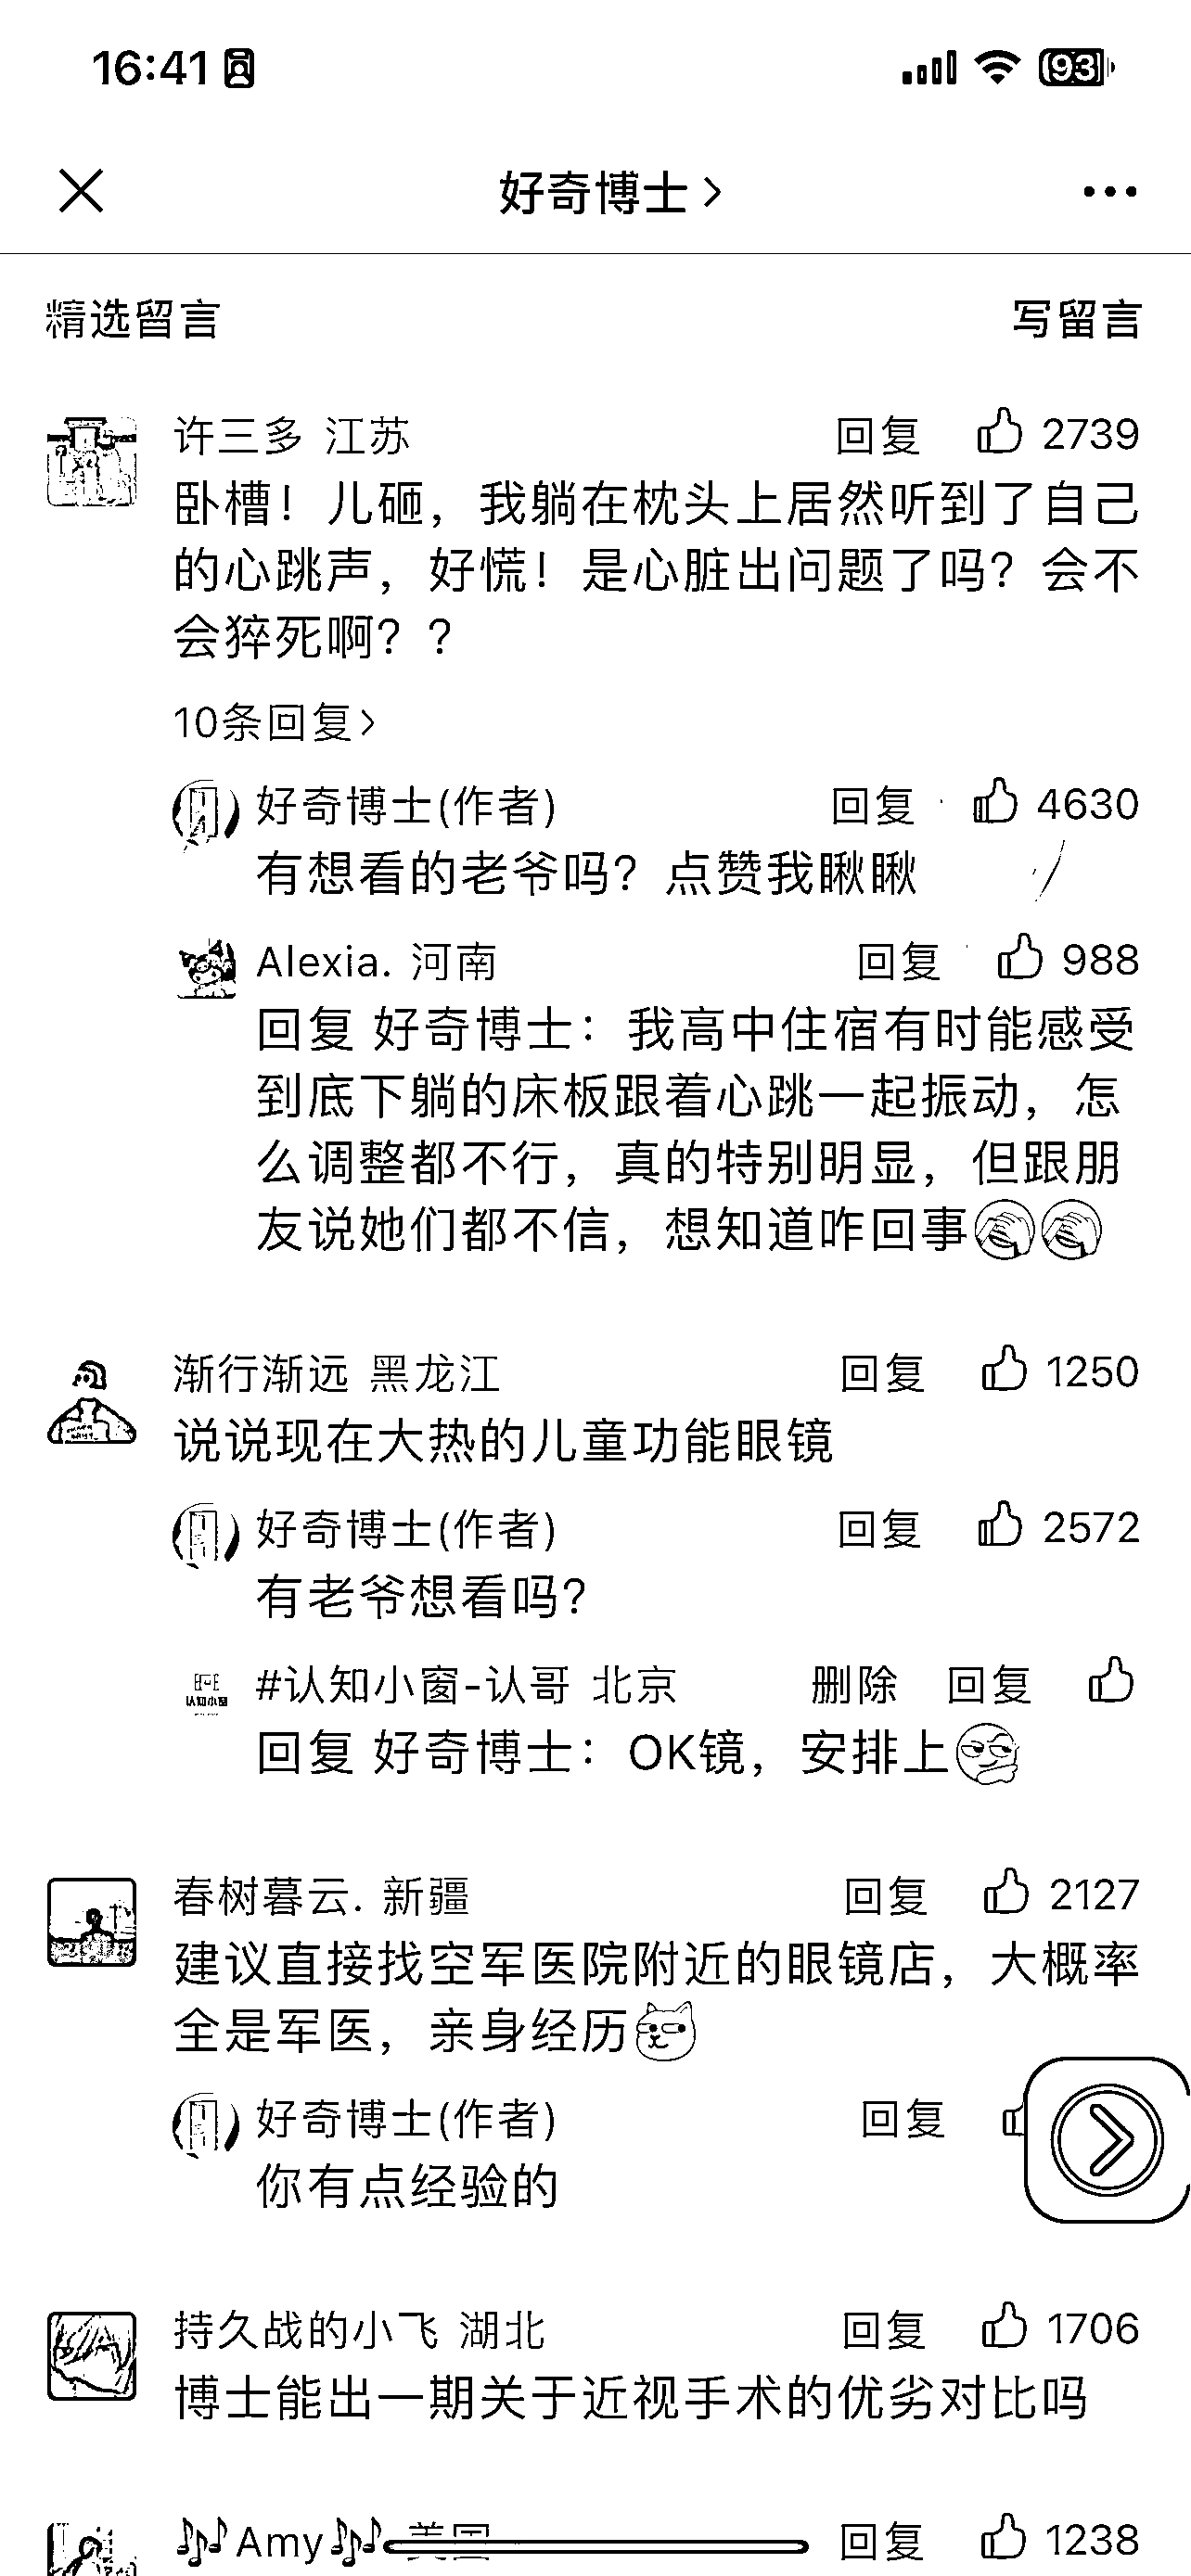 16:41
93
好奇博士
精选留言 写留言
许三多 江苏 回复 2739
卧槽！儿砸，我躺在枕头上居然听到了自己
的心跳声，好慌！是心脏出问题了吗？会不
会猝死啊？？
10条回复>
好奇博士(作者) 回复 4630
有想看的老爷吗？点赞我瞅瞅
Alexia. 河南 回复 988
回复 好奇博士：我高中住宿有时能感受
到底下躺的床板跟着心跳一起振动，怎
么调整都不行，真的特别明显，但跟朋
友说她们都不信，想知道咋回事
渐行渐远 黑龙江 回复 1250
说说现在大热的儿童功能眼镜
好奇博士(作者) 回复 2572
有老爷想看吗？
认知小窗
#认知小窗-认哥 北京 删除 回复
回复 好奇博士：OK镜，安排上
春树暮云. 新疆 回复 2127
建议直接找空军医院附近的眼镜店，大概率
全是军医，亲身经历
好奇博士(作者) 回复
你有点经验的
持久战的小飞 湖北 回复 1706
博士能出一期关于近视手术的优劣对比吗
Amy 美国 回复 1238